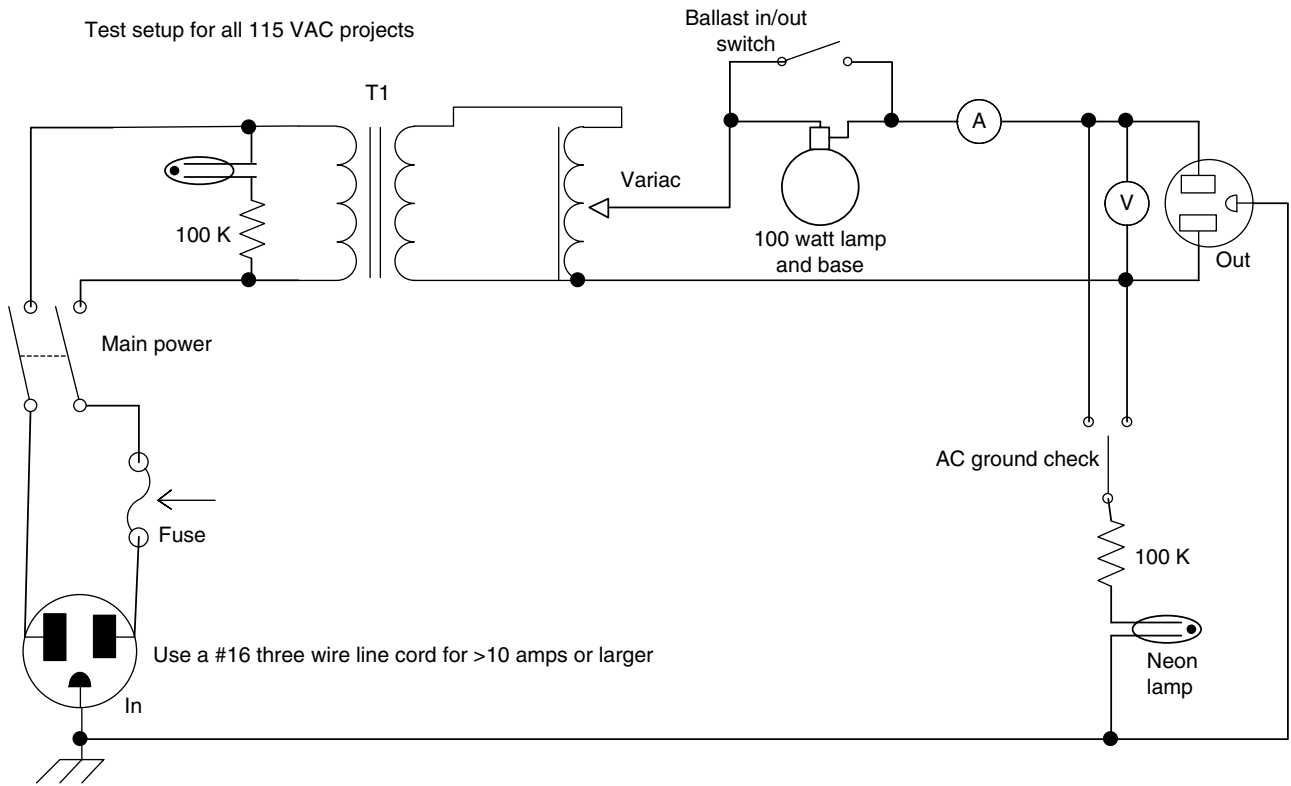 Test setup for all 115 VAC projects
Ballast in/out
switch
T1
A
Variac
V
100 K
100 watt lamp
and base
Out
Main power
AC ground check
Fuse
100 K
Use a #16 three wire line cord for >10 amps or larger
Neon
lamp
In